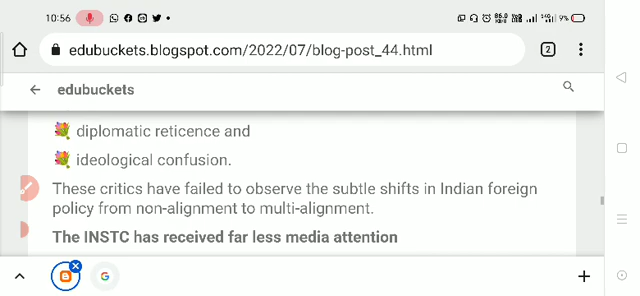 10:56
9%
edubuckets.blogspot.com/2022/07/blog-post_44.html
2
edubuckets
diplomatic reticence and
ideological confusion.
These critics have failed to observe the subtle shifts in Indian foreign
policy from non-alignment to multi-alignment.
The INSTC has received far less media attention